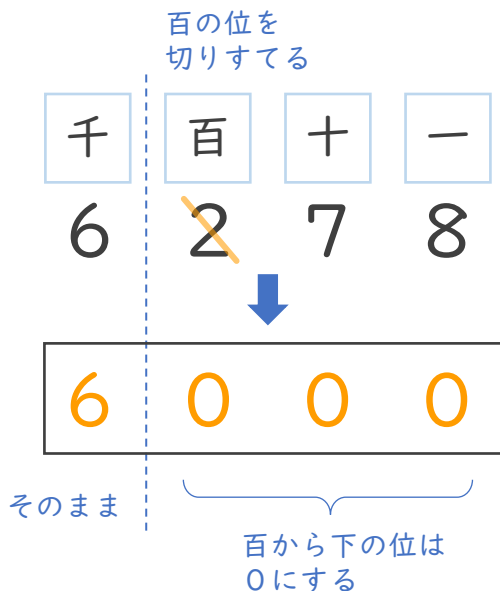 百の位を
切りすてる
千 百 十 一
6 2 7 8
6 0 0 0
そのまま
百から下の位は
0にする